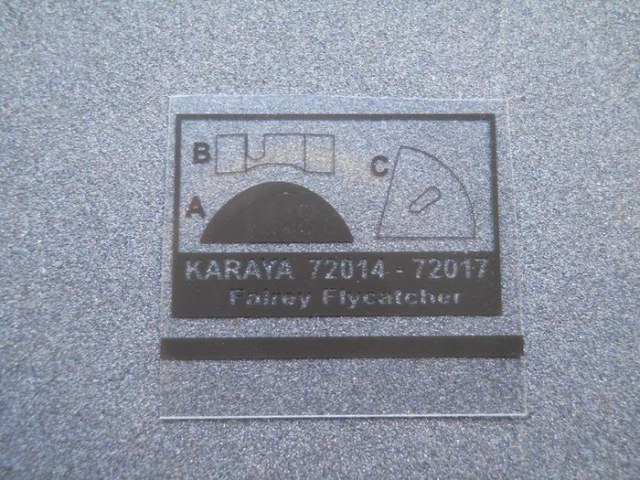 B
C
A
KARAYA 72014 - 72017
Fairey Flycatcher